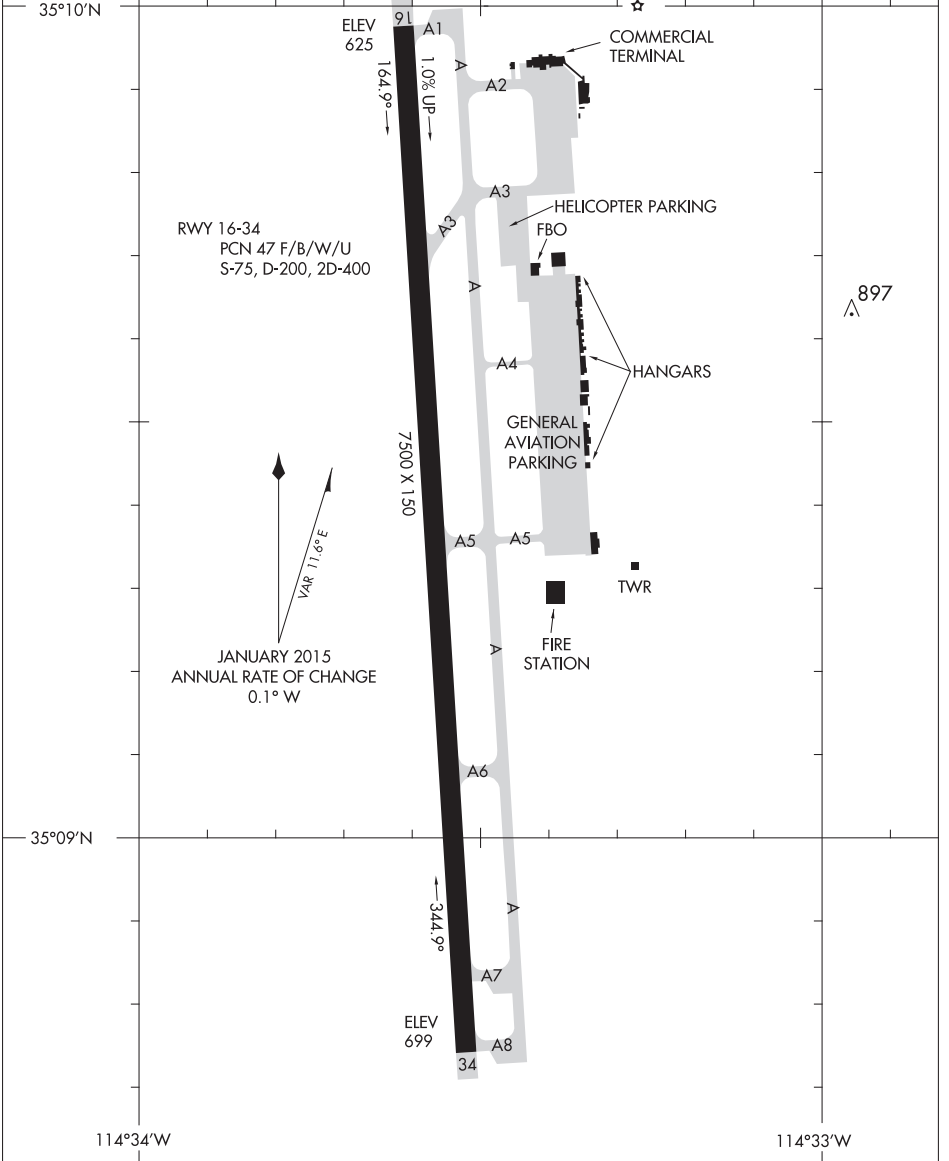 35°10'N
16
ELEV
625
A1
COMMERCIAL
TERMINAL
164.9°
1.0% UP
A
A2
A3
HELICOPTER PARKING
A3
FBO
RWY 16-34
PCN 47 F/B/W/U
S-75, D-200, 2D-400
A
897
A4
HANGARS
GENERAL
AVIATION
PARKING
7500 X 150
VAR 11.6° E
A5
A5
TWR
FIRE
STATION
A
JANUARY 2015
ANNUAL RATE OF CHANGE
0.1° W
A6
35°09'N
344.9°
A
A7
ELEV
699
A8
34
114°34'W
114°33'W